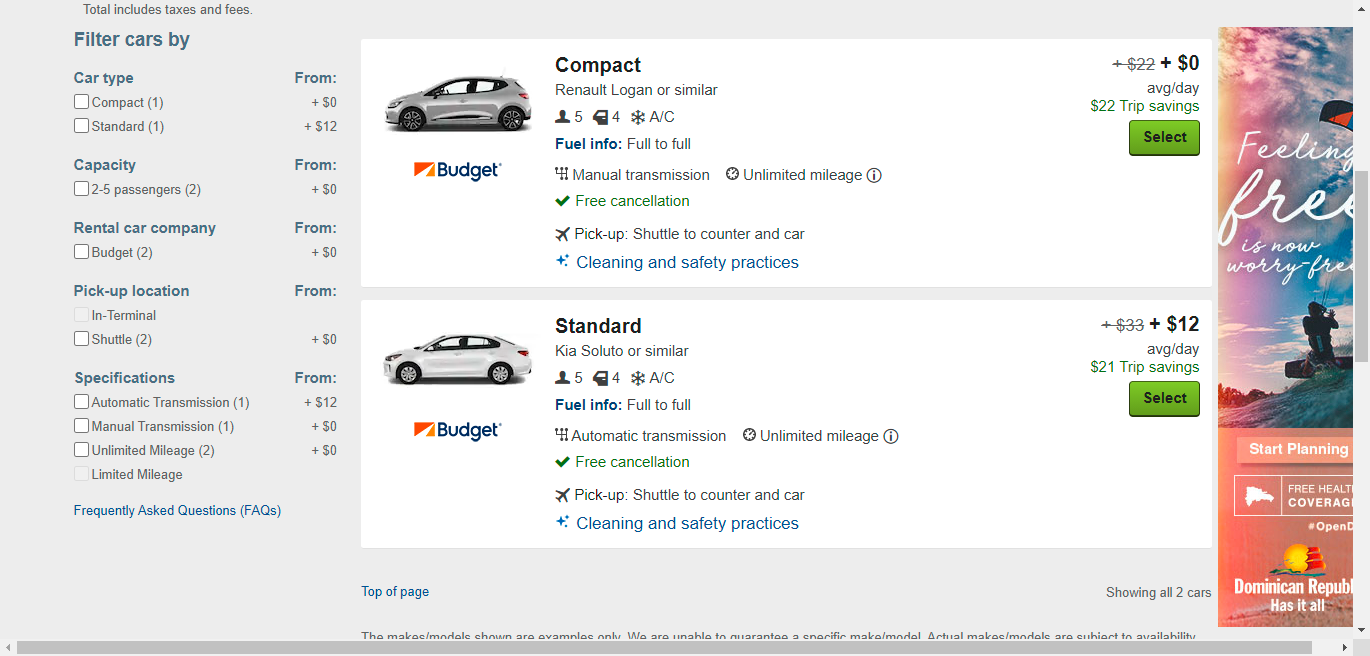 Total includes taxes and fees.
Filter cars by
Car type From:
Compact (1) + $0
Standard (1) + $12
Capacity From:
2-5 passengers (2) + $0
Rental car company From:
Budget (2) + $0
Pick-up location From:
In-Terminal
Shuttle (2) + $0
Specifications From:
Automatic Transmission (1) + $12
Manual Transmission (1) + $0
Unlimited Mileage (2) + $0
Limited Mileage
Frequently Asked Questions (FAQs)
Compact
Renault Logan or similar
5 4 A/C
Fuel info: Full to full
Manual transmission Unlimited mileage
Free cancellation
Pick-up: Shuttle to counter and car
Cleaning and safety practices
Budget
+ $22 + $0
avg/day
$22 Trip savings
Select
Standard
Kia Soluto or similar
5 4 A/C
Fuel info: Full to full
Automatic transmission Unlimited mileage
Free cancellation
Pick-up: Shuttle to counter and car
Cleaning and safety practices
Budget
+ $33 + $12
avg/day
$21 Trip savings
Select
Top of page
Showing all 2 cars
The makes/models shown are examples only. We are unable to guarantee a specific make/model. Actual makes/models are subject to availability
Feeling
free
is now
worry-free
Start Planning
FREE HEALT
COVERAG
#OpenD
Dominican Republ
Has it all